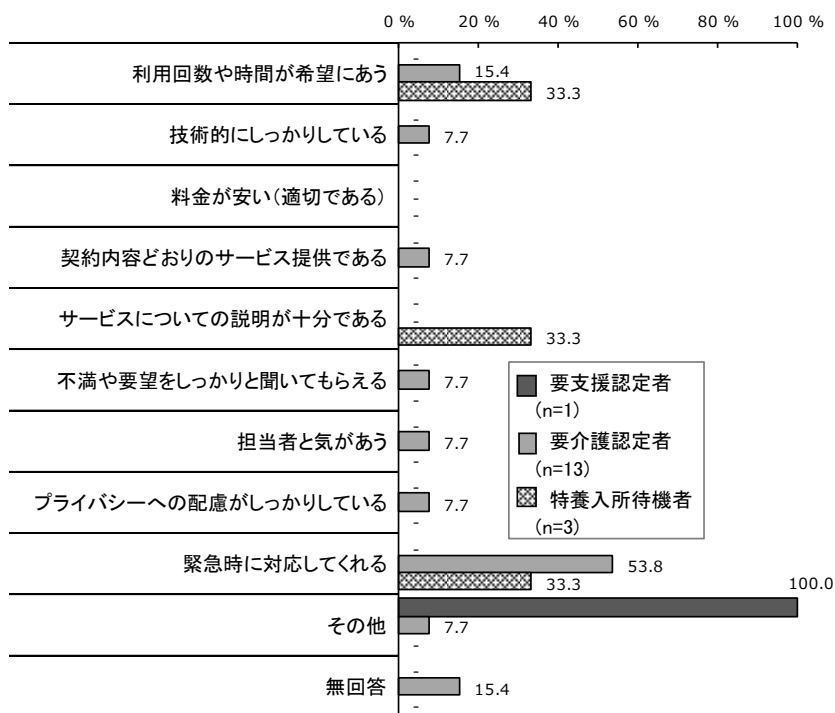 0 % 20 % 40 % 60 % 80 % 100 %
-
利用回数や時間が希望にあう 15.4
33.3
-
技術的にしっかりしている 7.7
-
-
料金が安い(適切である) -
-
-
契約内容どおりのサービス提供である 7.7
-
-
サービスについての説明が十分である -
33.3
-
不満や要望をしっかりと聞いてもらえる 7.7
-
-
担当者と気があう 7.7
-
-
プライバシーへの配慮がしっかりしている 7.7
-
-
緊急時に対応してくれる 53.8
33.3
100.0
その他 7.7
-
-
無回答 15.4
-
要支援認定者
(n=1)
要介護認定者
(n=13)
特養入所待機者
(n=3)